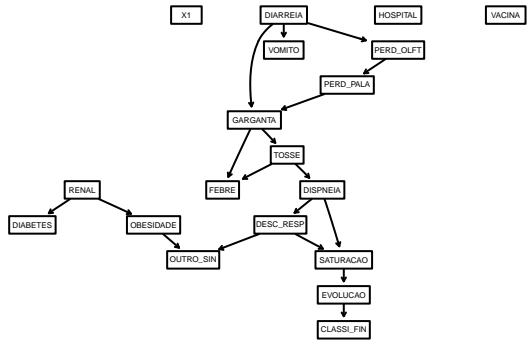 X1 DIARREIA HOSPITAL VACINA
VOMITO PERD_OLFT
PERD_PALA
GARGANTA
TOSSE
RENAL FEBRE DISPNEIA
DIABETES OBESIDADE DESC_RESP
OUTRO_SIN SATURACAO
EVOLUCAO
CLASSI_FIN